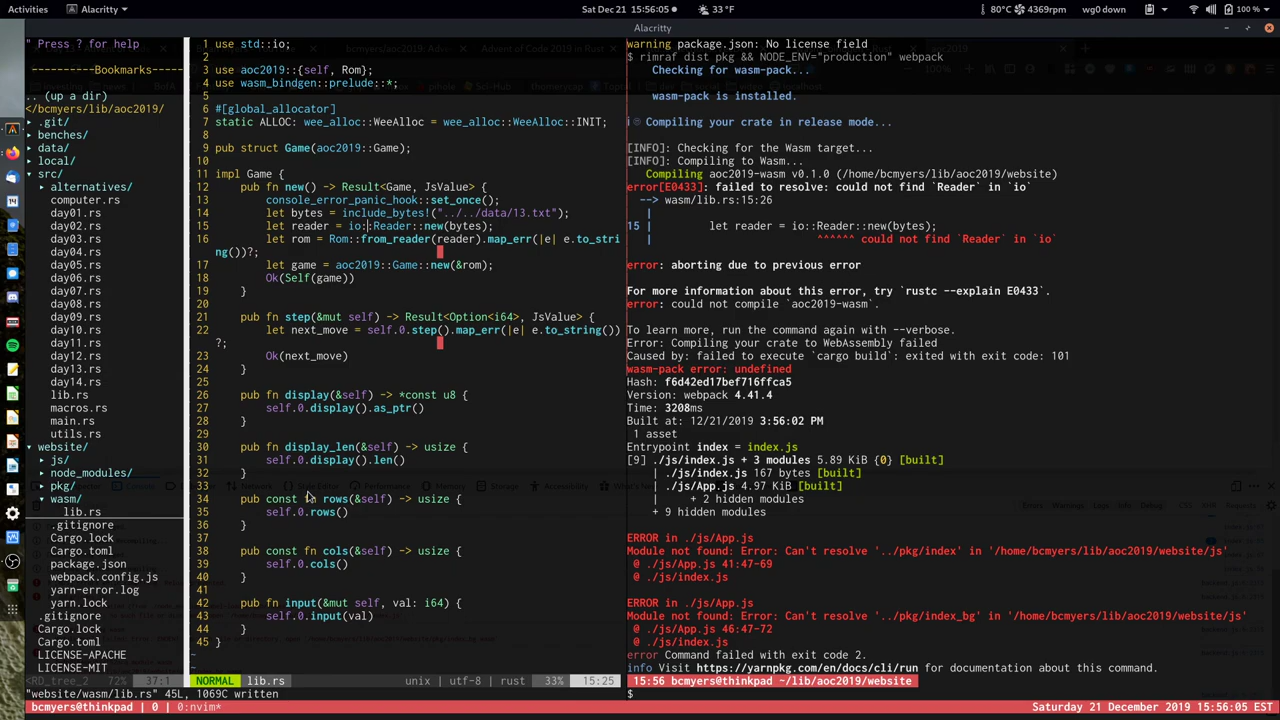 Activities
Alacritty
Sat Dec 21 15:56:05
33 °F
80°C
4369rpm
wg0 down
100 %
Alacritty
" Press ? for help
----------Bookmarks-----
.. (up a dir)
</bcmyers/lib/aoc2019/
▸ .git/
▸ benches/
▸ data/
▸ local/
▾ src/
▸ alternatives/
computer.rs
day01.rs
day02.rs
day03.rs
day04.rs
day05.rs
day06.rs
day07.rs
day08.rs
day09.rs
day10.rs
day11.rs
day12.rs
day13.rs
day14.rs
lib.rs
macros.rs
main.rs
utils.rs
▾ website/
▸ js/
▸ node_modules/
▸ pkg/
▾ wasm/
lib.rs
.gitignore
Cargo.lock
Cargo.toml
package.json
webpack.config.js
yarn-error.log
yarn.lock
.gitignore
Cargo.lock
Cargo.toml
LICENSE-APACHE
LICENSE-MIT
<RD_tree_2 72% 37:1
1 use std::io;
2
3 use aoc2019::{self, Rom};
4 use wasm_bindgen::prelude::*;
5
6 #[global_allocator]
7 static ALLOC: wee_alloc::WeeAlloc = wee_alloc::WeeAlloc::INIT;
8
9 pub struct Game(aoc2019::Game);
10
11 impl Game {
12 pub fn new() -> Result<Game, JsValue> {
13 console_error_panic_hook::set_once();
14 let bytes = include_bytes!("../../data/13.txt");
15 let reader = io::Reader::new(bytes);
16 let rom = Rom::from_reader(reader).map_err(|e| e.to_stri
ng())?;
17 let game = aoc2019::Game::new(&rom);
18 Ok(Self(game))
19 }
20
21 pub fn step(&mut self) -> Result<Option<i64>, JsValue> {
22 let next_move = self.0.step().map_err(|e| e.to_string())
?;
23 Ok(next_move)
24 }
25
26 pub fn display(&self) -> *const u8 {
27 self.0.display().as_ptr()
28 }
29
30 pub fn display_len(&self) -> usize {
31 self.0.display().len()
32 }
33
34 pub const fn rows(&self) -> usize {
35 self.0.rows()
36 }
37
38 pub const fn cols(&self) -> usize {
39 self.0.cols()
40 }
41
42 pub fn input(&mut self, val: i64) {
43 self.0.input(val)
44 }
45 }
~
~
NORMAL lib.rs unix | utf-8 | rust 33% 15:25
"website/wasm/lib.rs" 45L, 1069C written
warning package.json: No license field
$ rimraf dist pkg && NODE_ENV="production" webpack
Checking for wasm-pack...
wasm-pack is installed.
Compiling your crate in release mode...
[INFO]: Checking for the Wasm target...
[INFO]: Compiling to Wasm...
Compiling aoc2019-wasm v0.1.0 (/home/bcmyers/lib/aoc2019/website)
error[E0433]: failed to resolve: could not find `Reader` in `io`
--> wasm/lib.rs:15:26
|
15 | let reader = io::Reader::new(bytes);
| ^^^^^^ could not find `Reader` in `io`
error: aborting due to previous error
For more information about this error, try `rustc --explain E0433`.
error: could not compile `aoc2019-wasm`.
To learn more, run the command again with --verbose.
Error: Compiling your crate to WebAssembly failed
Caused by: failed to execute `cargo build`: exited with exit code: 101
wasm-pack error: undefined
Hash: f6d42ed17bef716ffca5
Version: webpack 4.41.4
Time: 3208ms
Built at: 12/21/2019 3:56:02 PM
1 asset
Entrypoint index = index.js
[9] ./js/index.js + 3 modules 5.89 KiB {0} [built]
| ./js/index.js 167 bytes [built]
| ./js/App.js 4.97 KiB [built]
| + 2 hidden modules
+ 9 hidden modules
ERROR in ./js/App.js
Module not found: Error: Can't resolve '../pkg/index' in '/home/bcmyers/lib/aoc2019/website/js'
@ ./js/App.js 41:47-69
@ ./js/index.js
ERROR in ./js/App.js
Module not found: Error: Can't resolve '../pkg/index_bg' in '/home/bcmyers/lib/aoc2019/website/js'
@ ./js/App.js 46:47-72
@ ./js/index.js
error Command failed with exit code 2.
info Visit https://yarnpkg.com/en/docs/cli/run for documentation about this command.
15:56 bcmyers@thinkpad ~/lib/aoc2019/website
$
bcmyers@thinkpad | 0 | 0:nvim*
Saturday 21 December 2019 15:56:05 EST